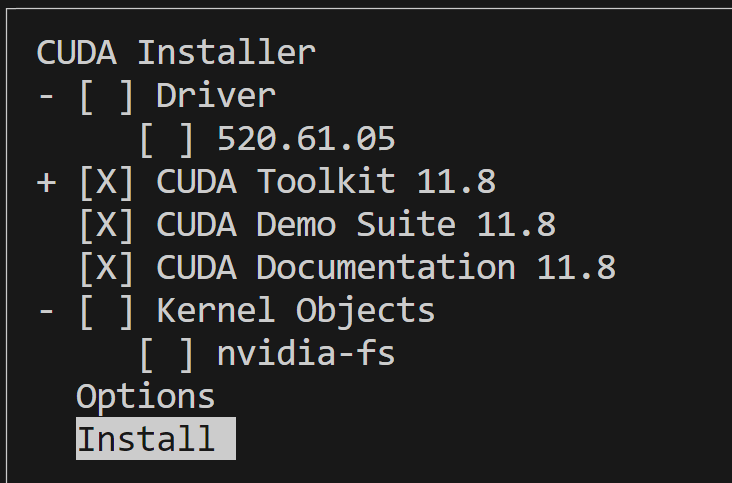 CUDA Installer
- [ ] Driver
[ ] 520.61.05
+ [X] CUDA Toolkit 11.8
[X] CUDA Demo Suite 11.8
[X] CUDA Documentation 11.8
- [ ] Kernel Objects
[ ] nvidia-fs
Options
Install